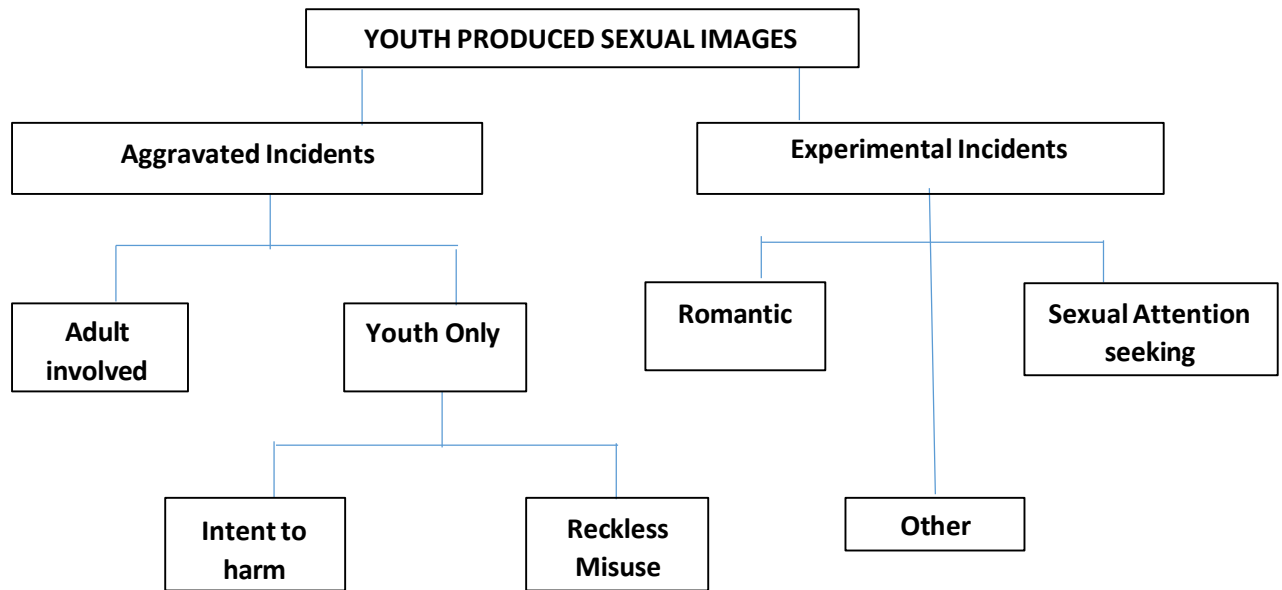 YOUTH PRODUCED SEXUAL IMAGES
Aggravated Incidents
Experimental Incidents
Adult
involved
Youth Only
Romantic
Sexual Attention
seeking
Intent to
harm
Reckless
Misuse
Other